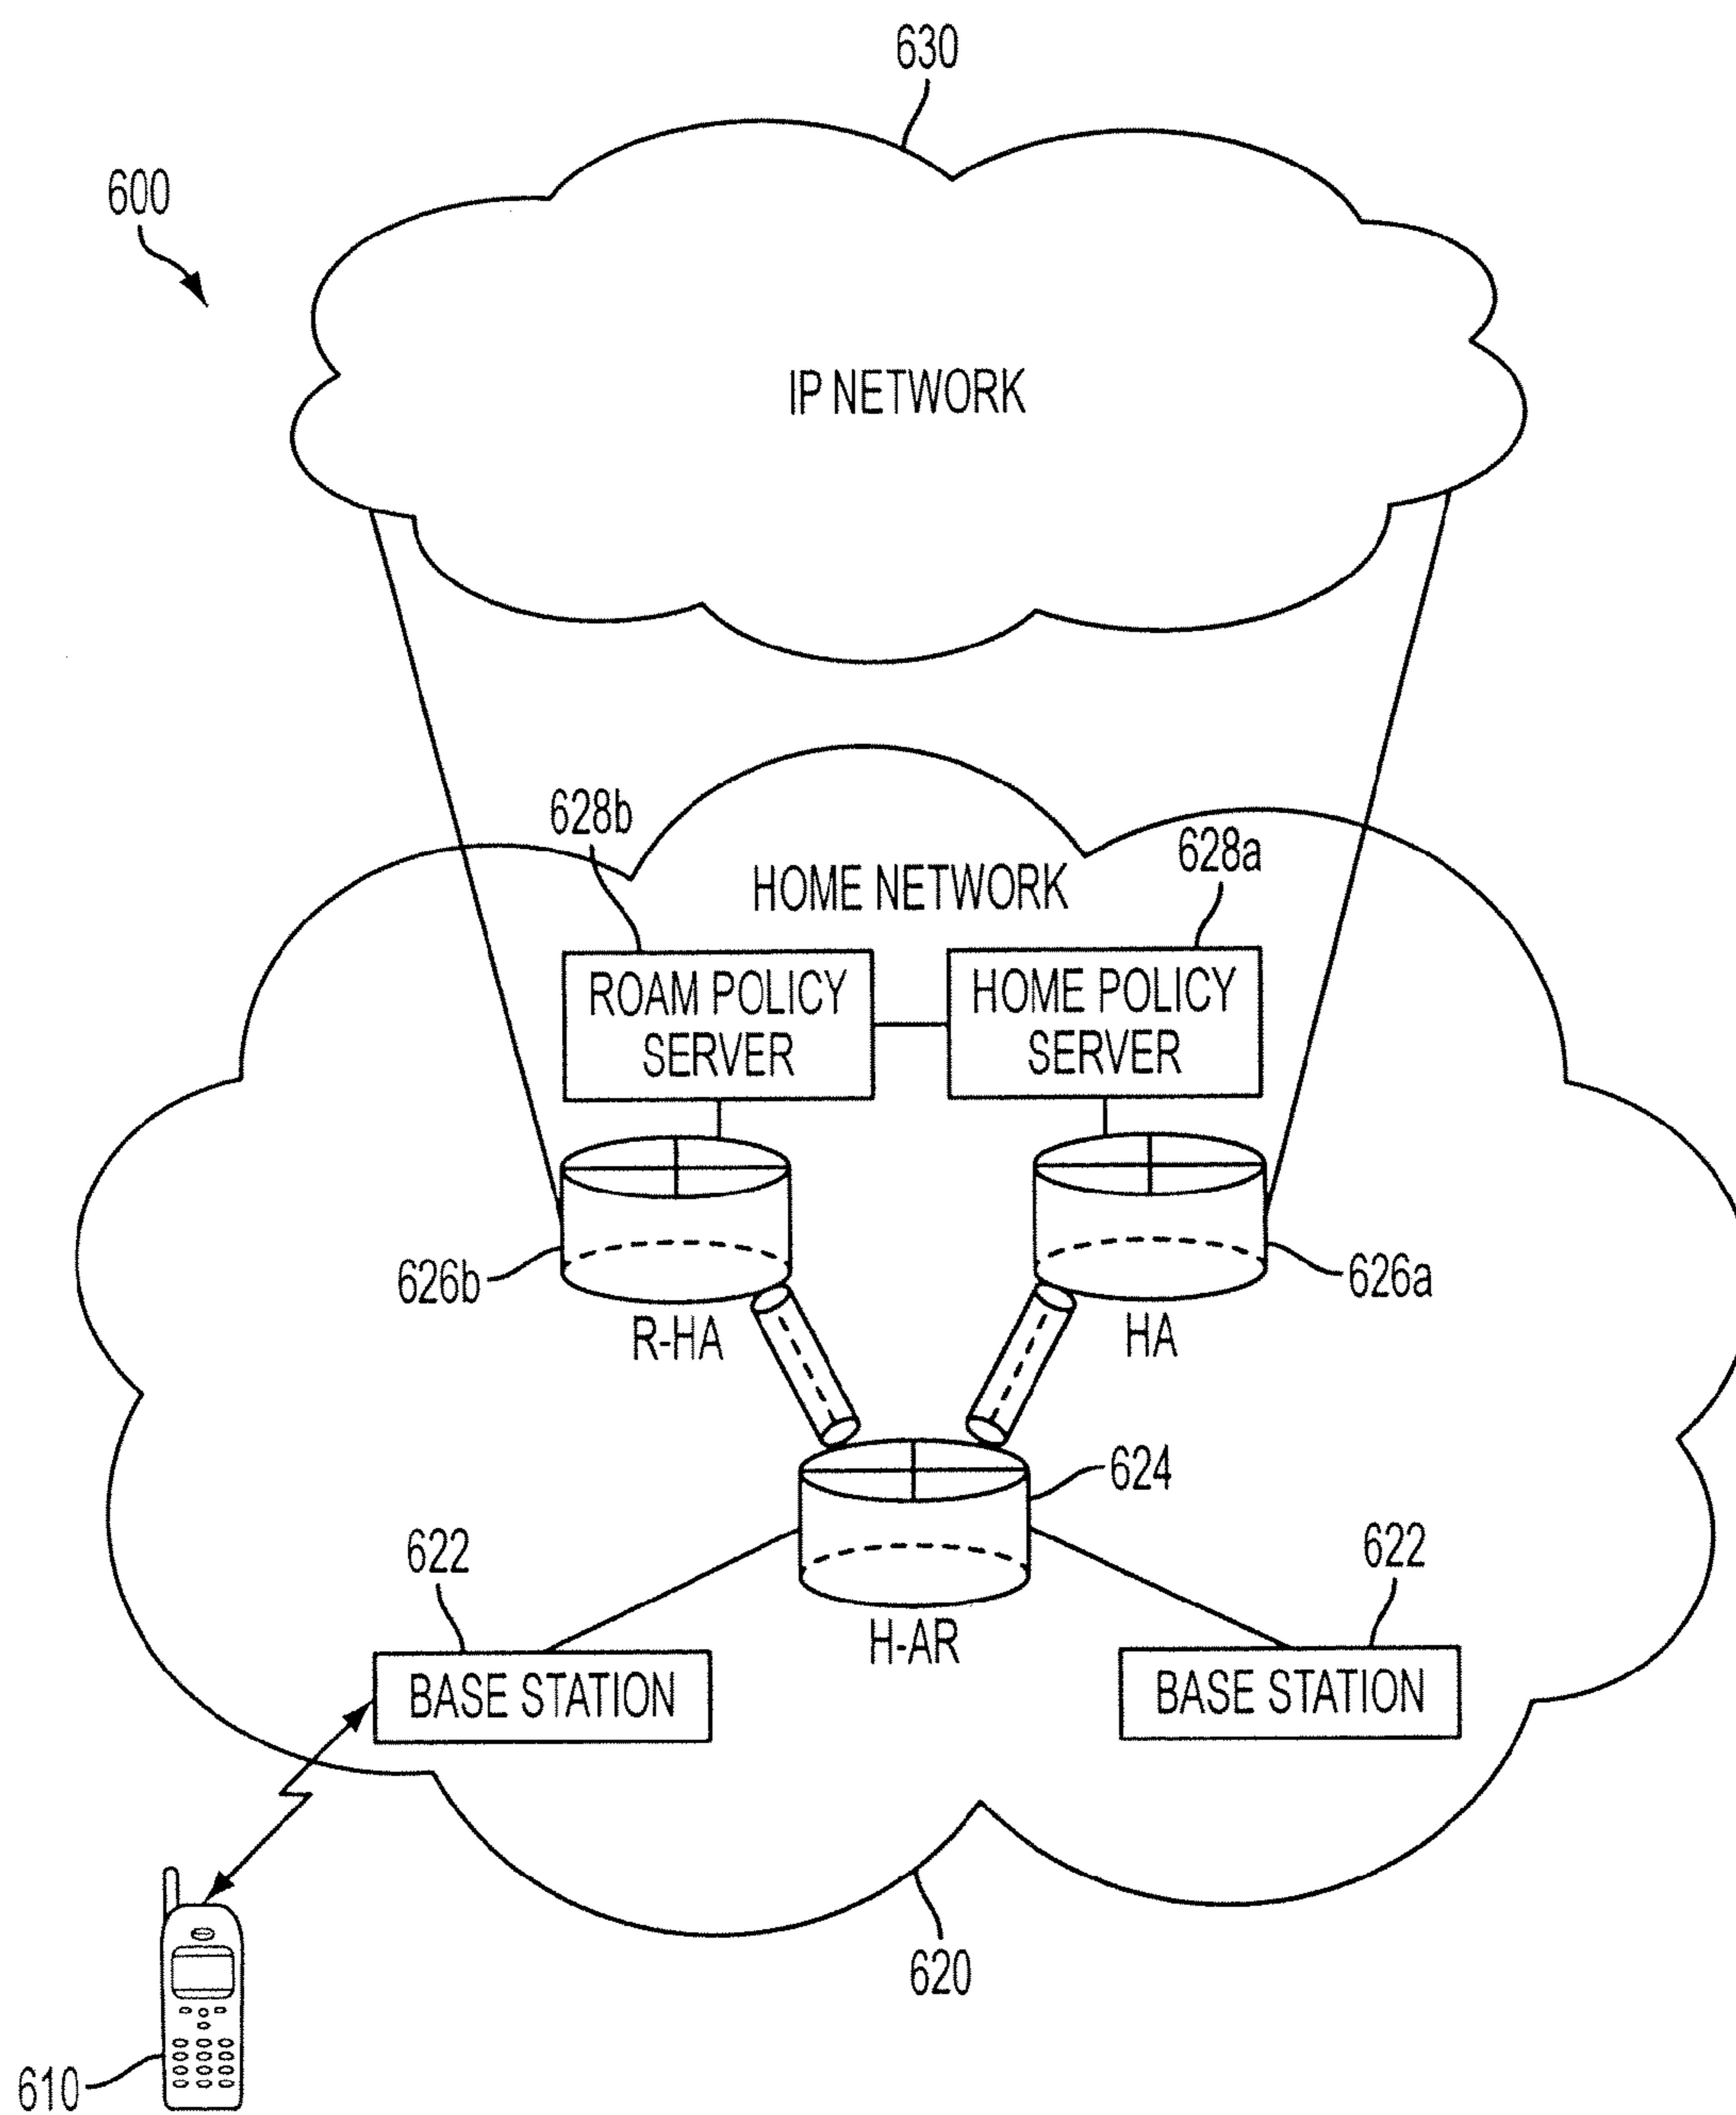 630
600
IP NETWORK
628b
628a
HOME NETWORK
ROAM POLICY
SERVER
HOME POLICY
SERVER
626b
626a
R-HA
HA
624
622
622
H-AR
BASE STATION
BASE STATION
620
610